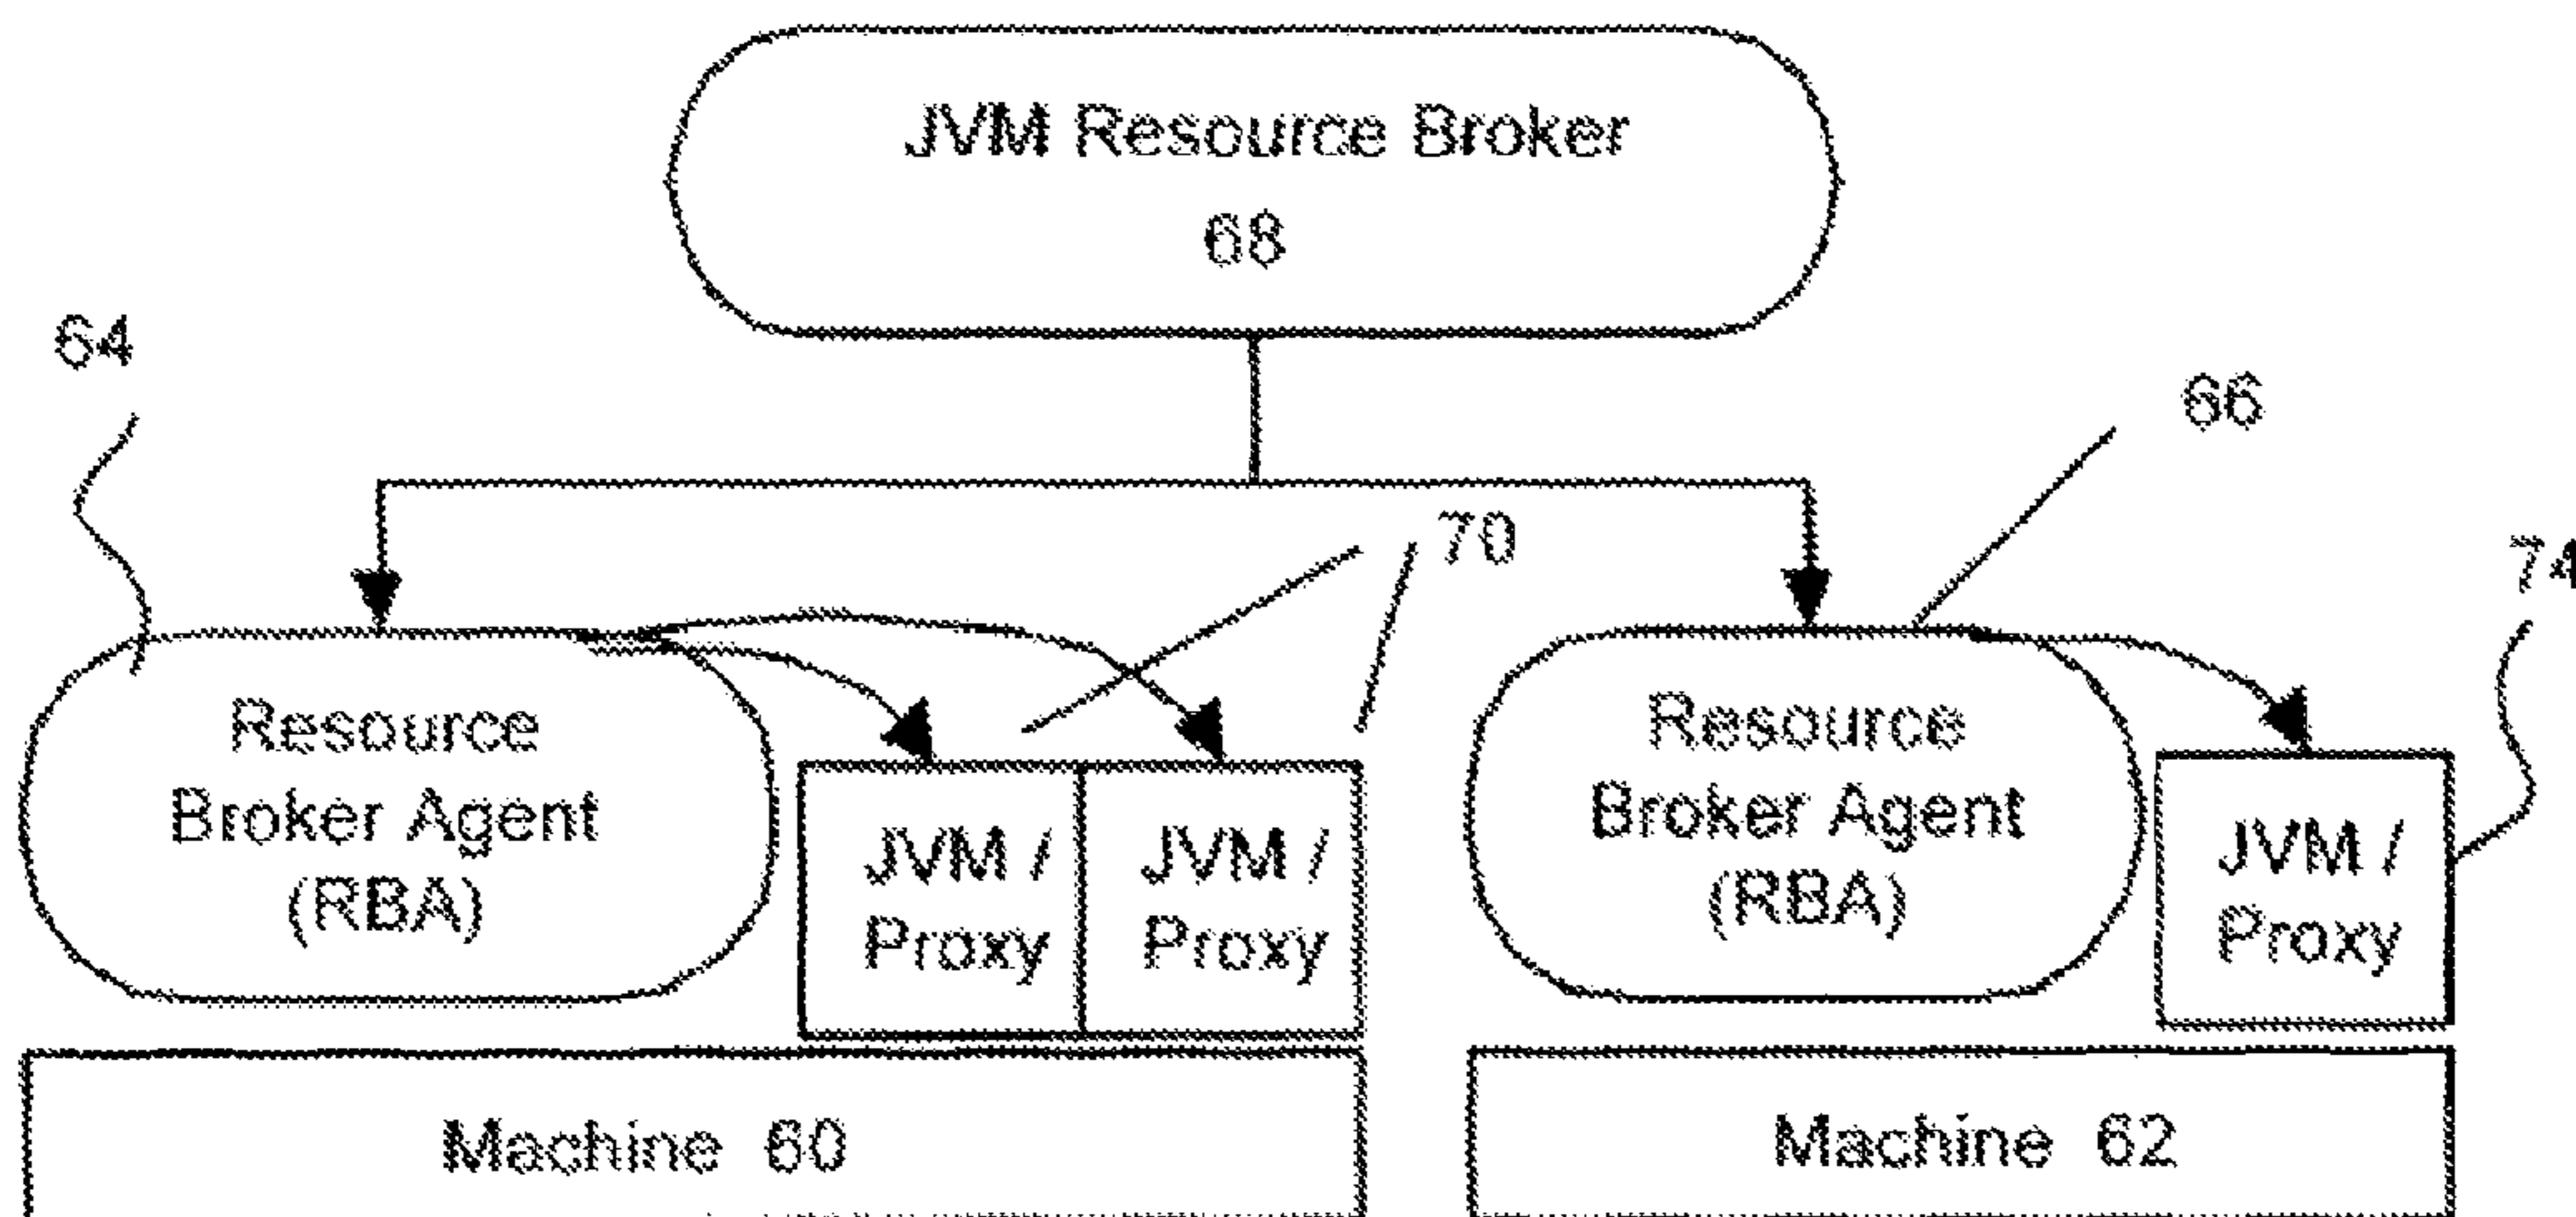 JVM Resource Broker
68
64
66
70
74
Resource
Broker Agent
(RBA)
JVM /
Proxy
JVM /
Proxy
Resource
Broker Agent
(RBA)
JVM /
Proxy
Machine 60
Machine 62